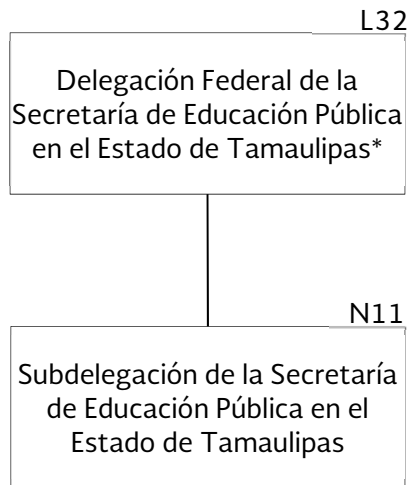 L32
Delegación Federal de la
Secretaría de Educación Pública
en el Estado de Tamaulipas*
N11
Subdelegación de la Secretaría
de Educación Pública en el
Estado de Tamaulipas